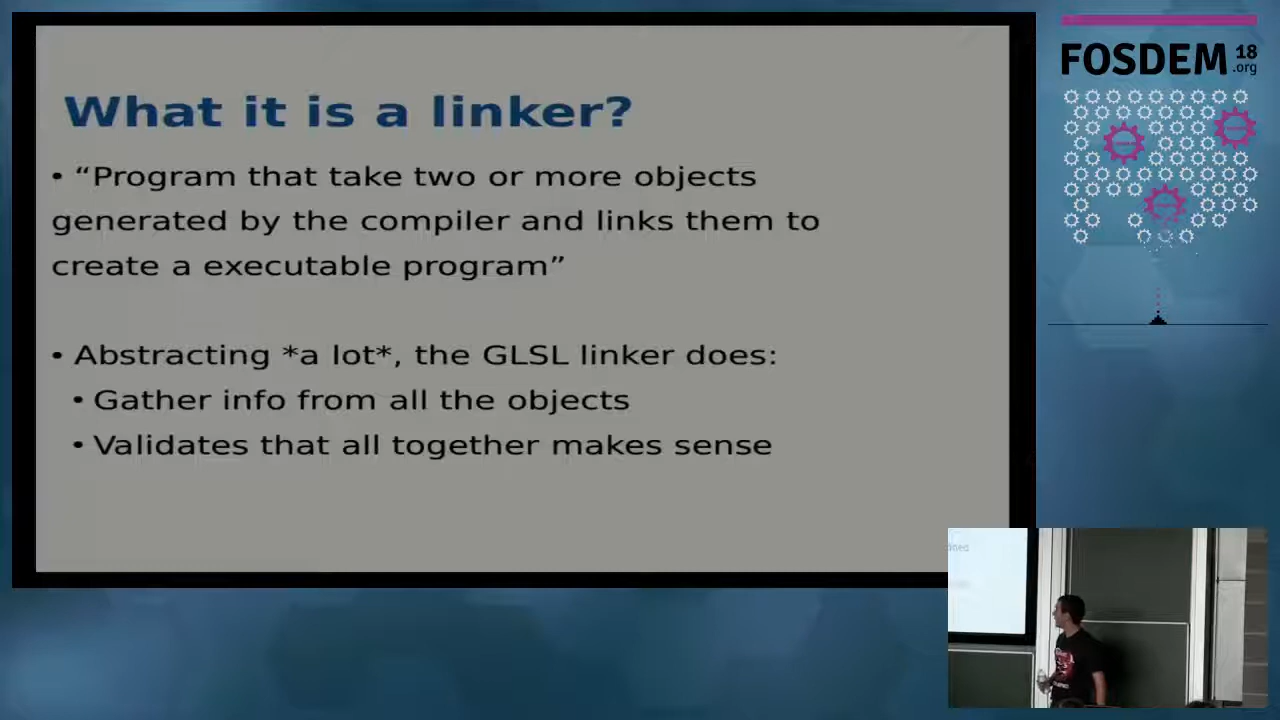 What it is a linker?
• “Program that take two or more objects
generated by the compiler and links them to
create a executable program”
• Abstracting *a lot*, the GLSL linker does:
• Gather info from all the objects
• Validates that all together makes sense
FOSDEM 18
.org